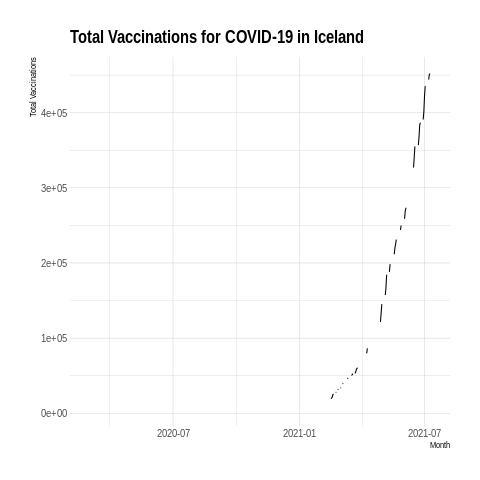 Total Vaccinations for COVID-19 in Iceland
Total Vaccinations
4e+05
3e+05
2e+05
1e+05
0e+00
2020-07
2021-01
2021-07
Month